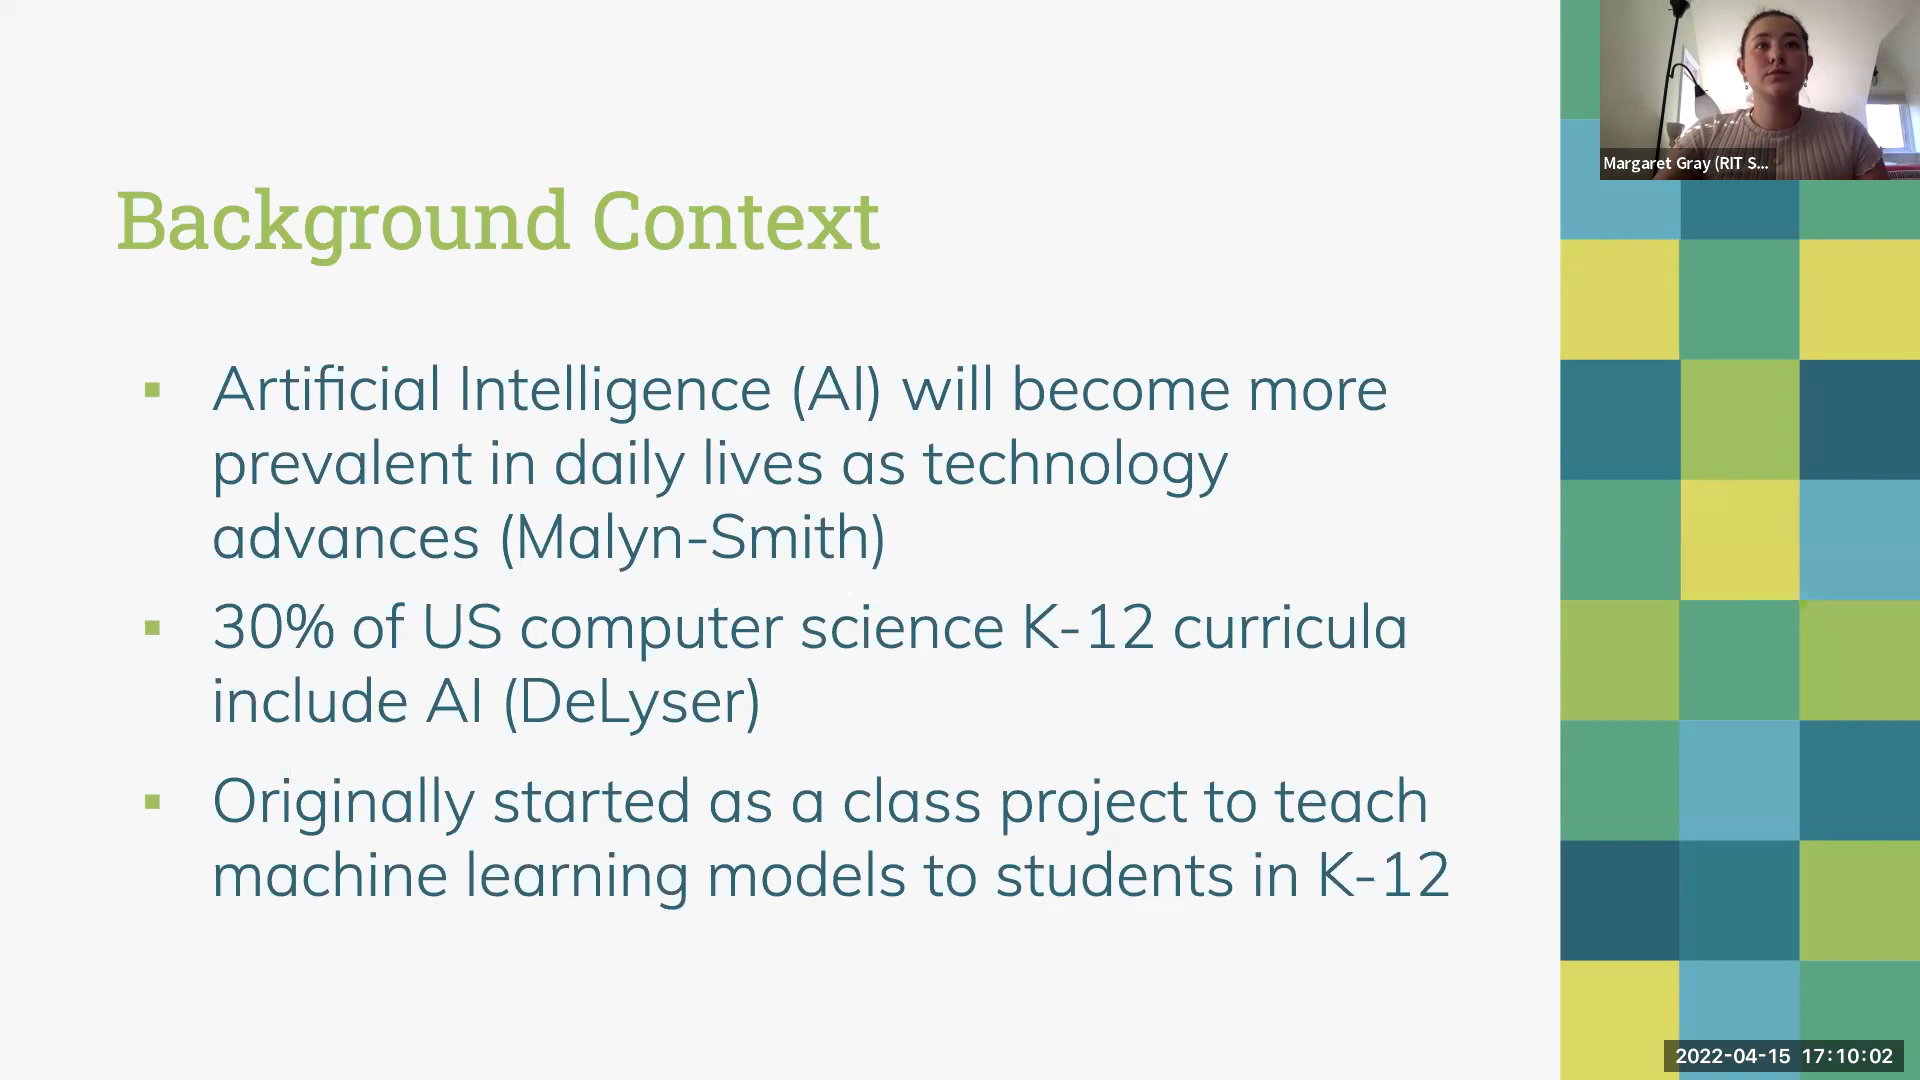 Margaret Gray (RIT S...
Background Context
Artificial Intelligence (AI) will become more
prevalent in daily lives as technology
advances (Malyn-Smith)
30% of US computer science K-12 curricula
include AI (DeLyser)
Originally started as a class project to teach
machine learning models to students in K-12
2022-04-15 17:10:02